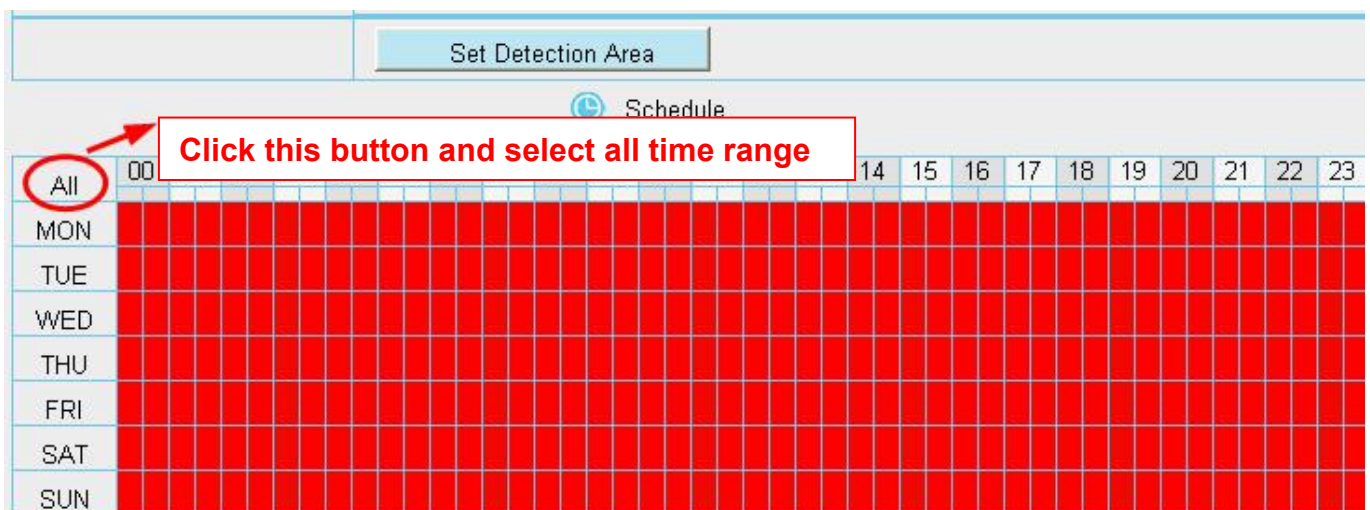 Set Detection Area
Schedule
Click this button and select all time range
All 00 14 15 16 17 18 19 20 21 22 23
MON
TUE
WED
THU
FRI
SAT
SUN